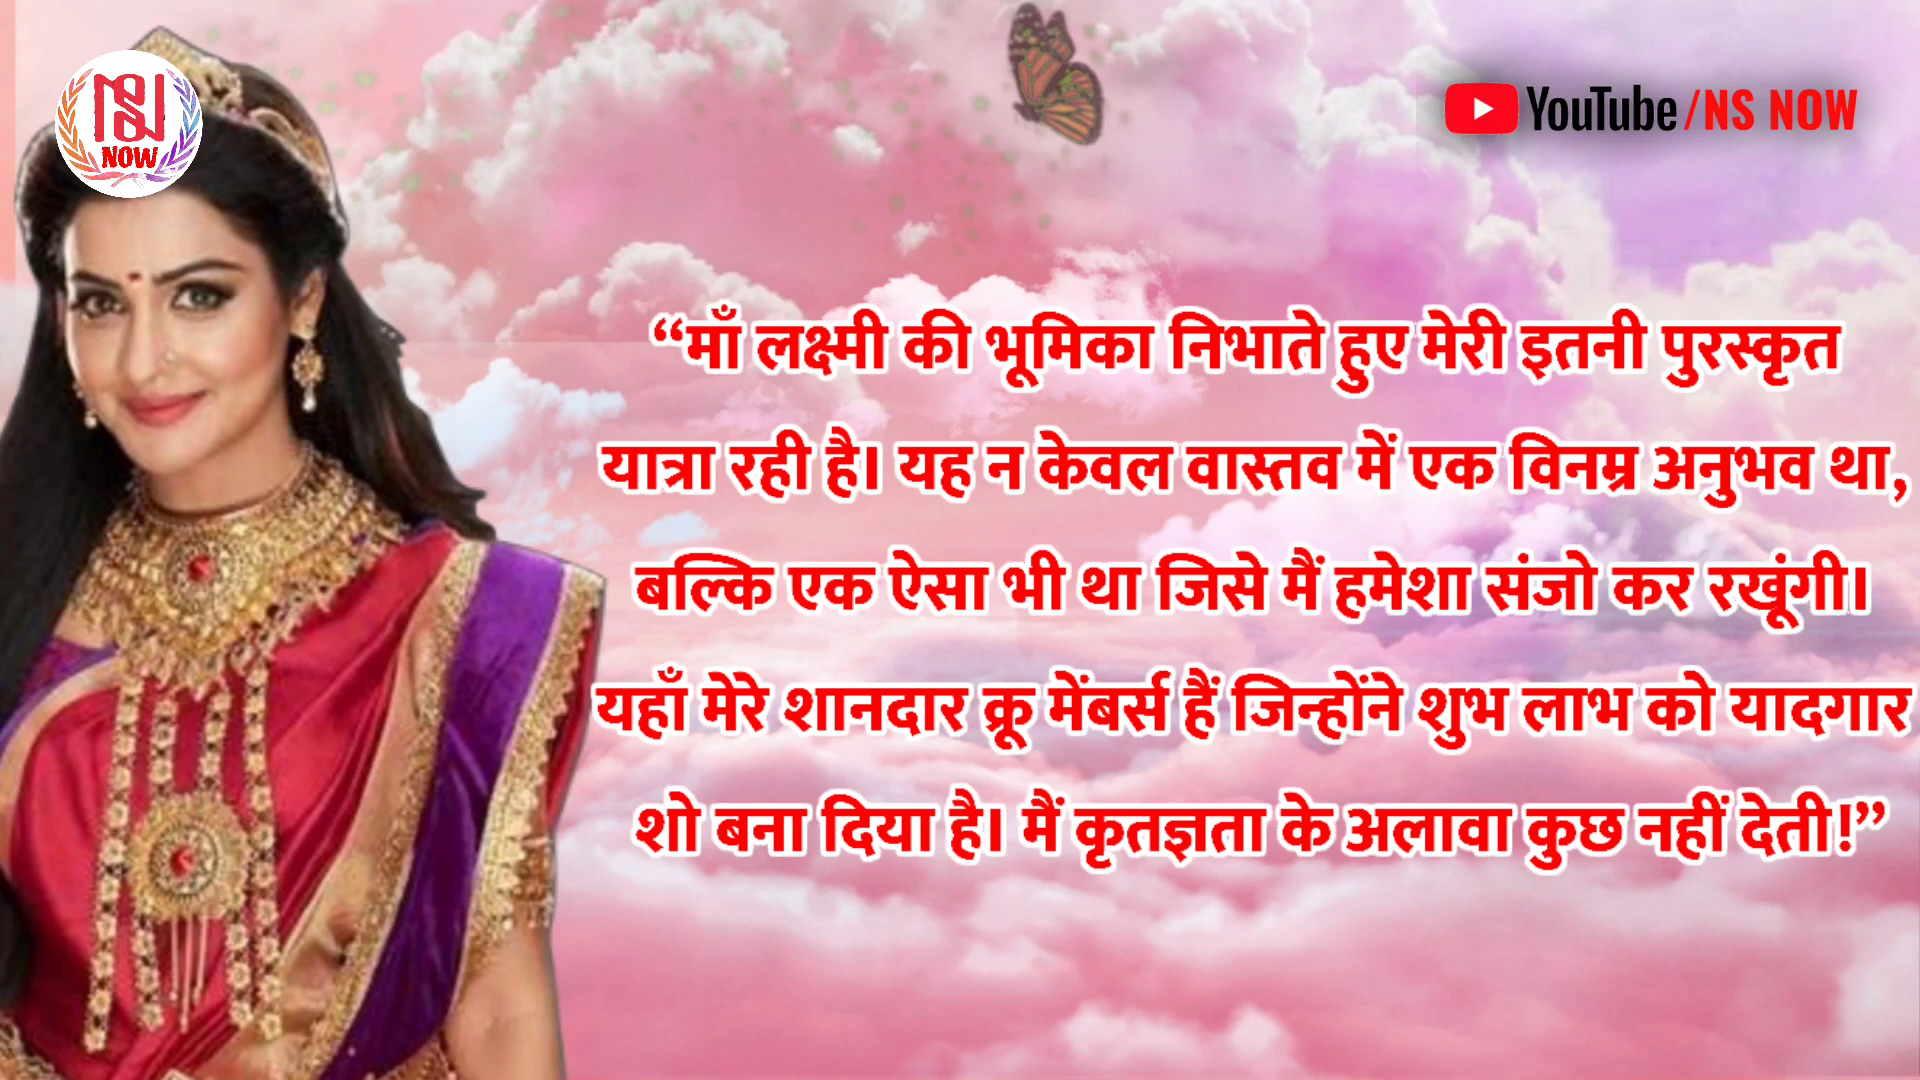 NS NOW
YouTube /NS NOW
“माँ लक्ष्मी की भूमिका निभाते हुए मेरी इतनी पुरस्कृत
यात्रा रही है। यह न केवल वास्तव में एक विनम्र अनुभव था,
बल्कि एक ऐसा भी था जिसे मैं हमेशा संजो कर रखूंगी।
यहाँ मेरे शानदार क्रू मेंबर्स हैं जिन्होंने शुभ लाभ को यादगार
शो बना दिया है। मैं कृतज्ञता के अलावा कुछ नहीं देती!”